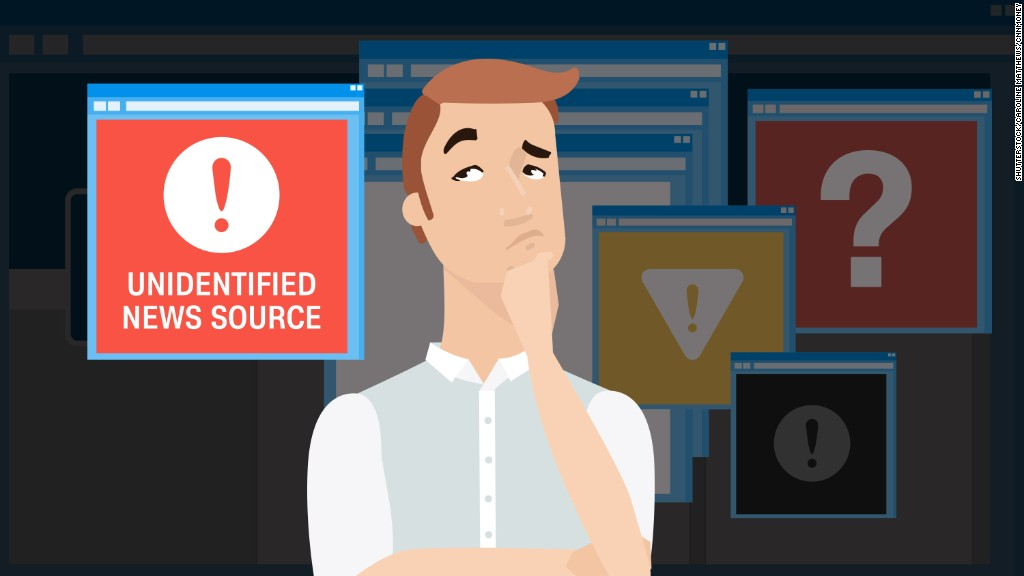 UNIDENTIFIED
NEWS SOURCE
SHUTTERSTOCK/CAROLINE MATTHEWS/CNNMONEY